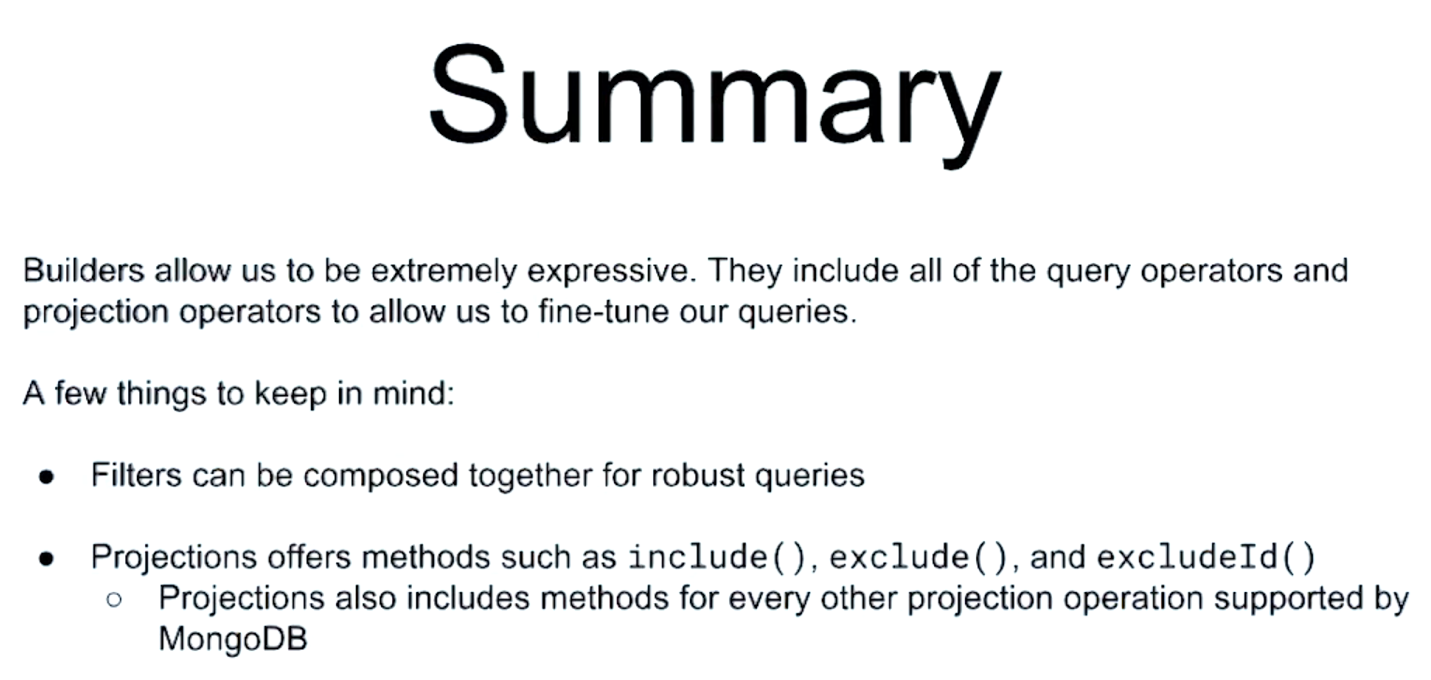 Summary
Builders allow us to be extremely expressive. They include all of the query operators and
projection operators to allow us to fine-tune our queries.
A few things to keep in mind:
● Filters can be composed together for robust queries
● Projections offers methods such as include(), exclude(), and excludeId()
○ Projections also includes methods for every other projection operation supported by
MongoDB